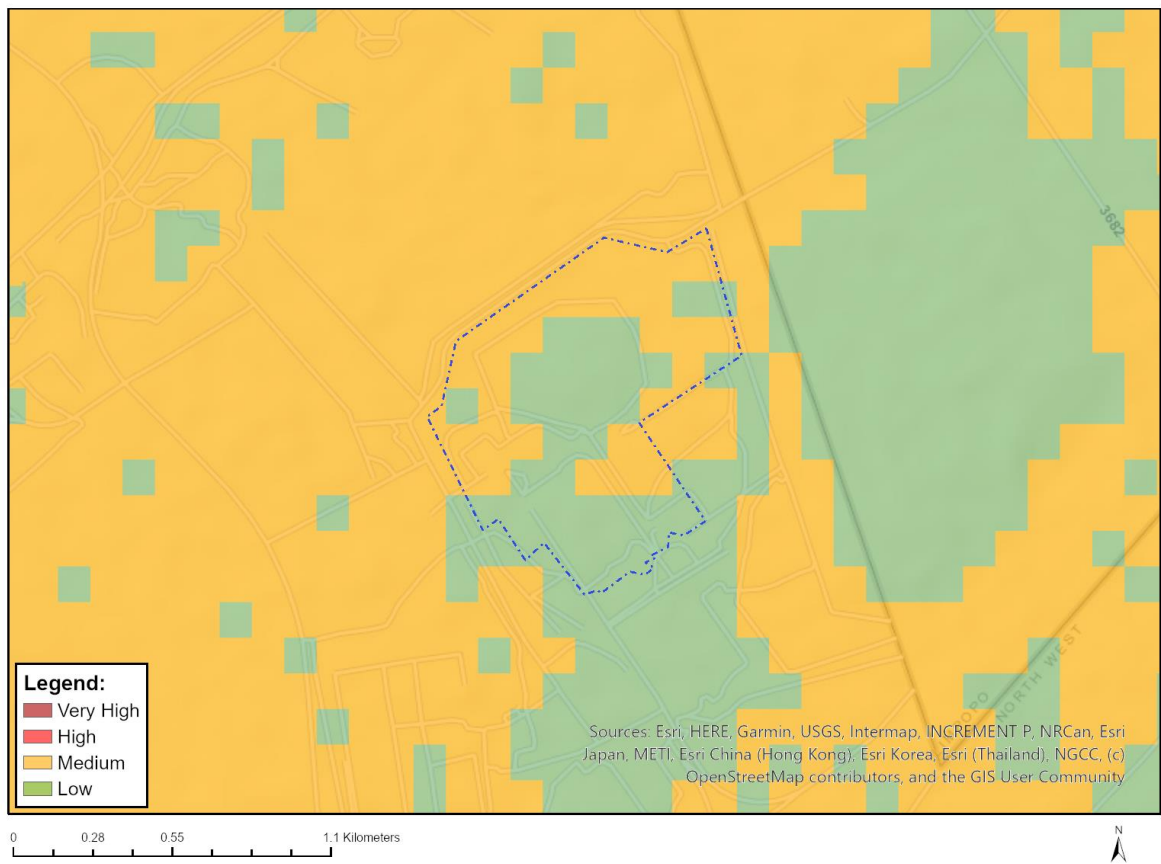 3682
NORTH WEST
Legend:
Very High
High
Medium
Low
Sources: Esri, HERE, Garmin, USGS, Intermap, INCREMENT P, NRCan, Esri
Japan, METI, Esri China (Hong Kong), Esri Korea, Esri (Thailand), NGCC, (c)
OpenStreetMap contributors, and the GIS User Community
0 0.28 0.55 1.1 Kilometers
N